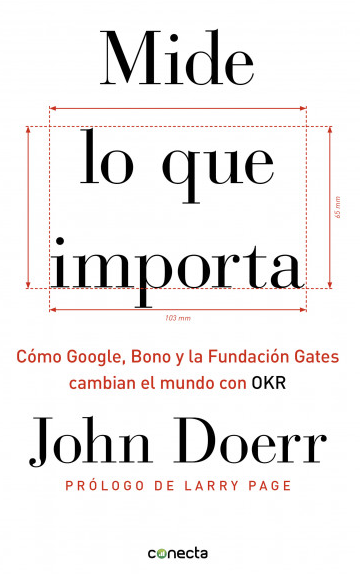 Mide
lo que
65 mm
importa
103 mm
Cómo Google, Bono y la Fundación Gates
cambian el mundo con OKR
John Doerr
PRÓLOGO DE LARRY PAGE
conecta